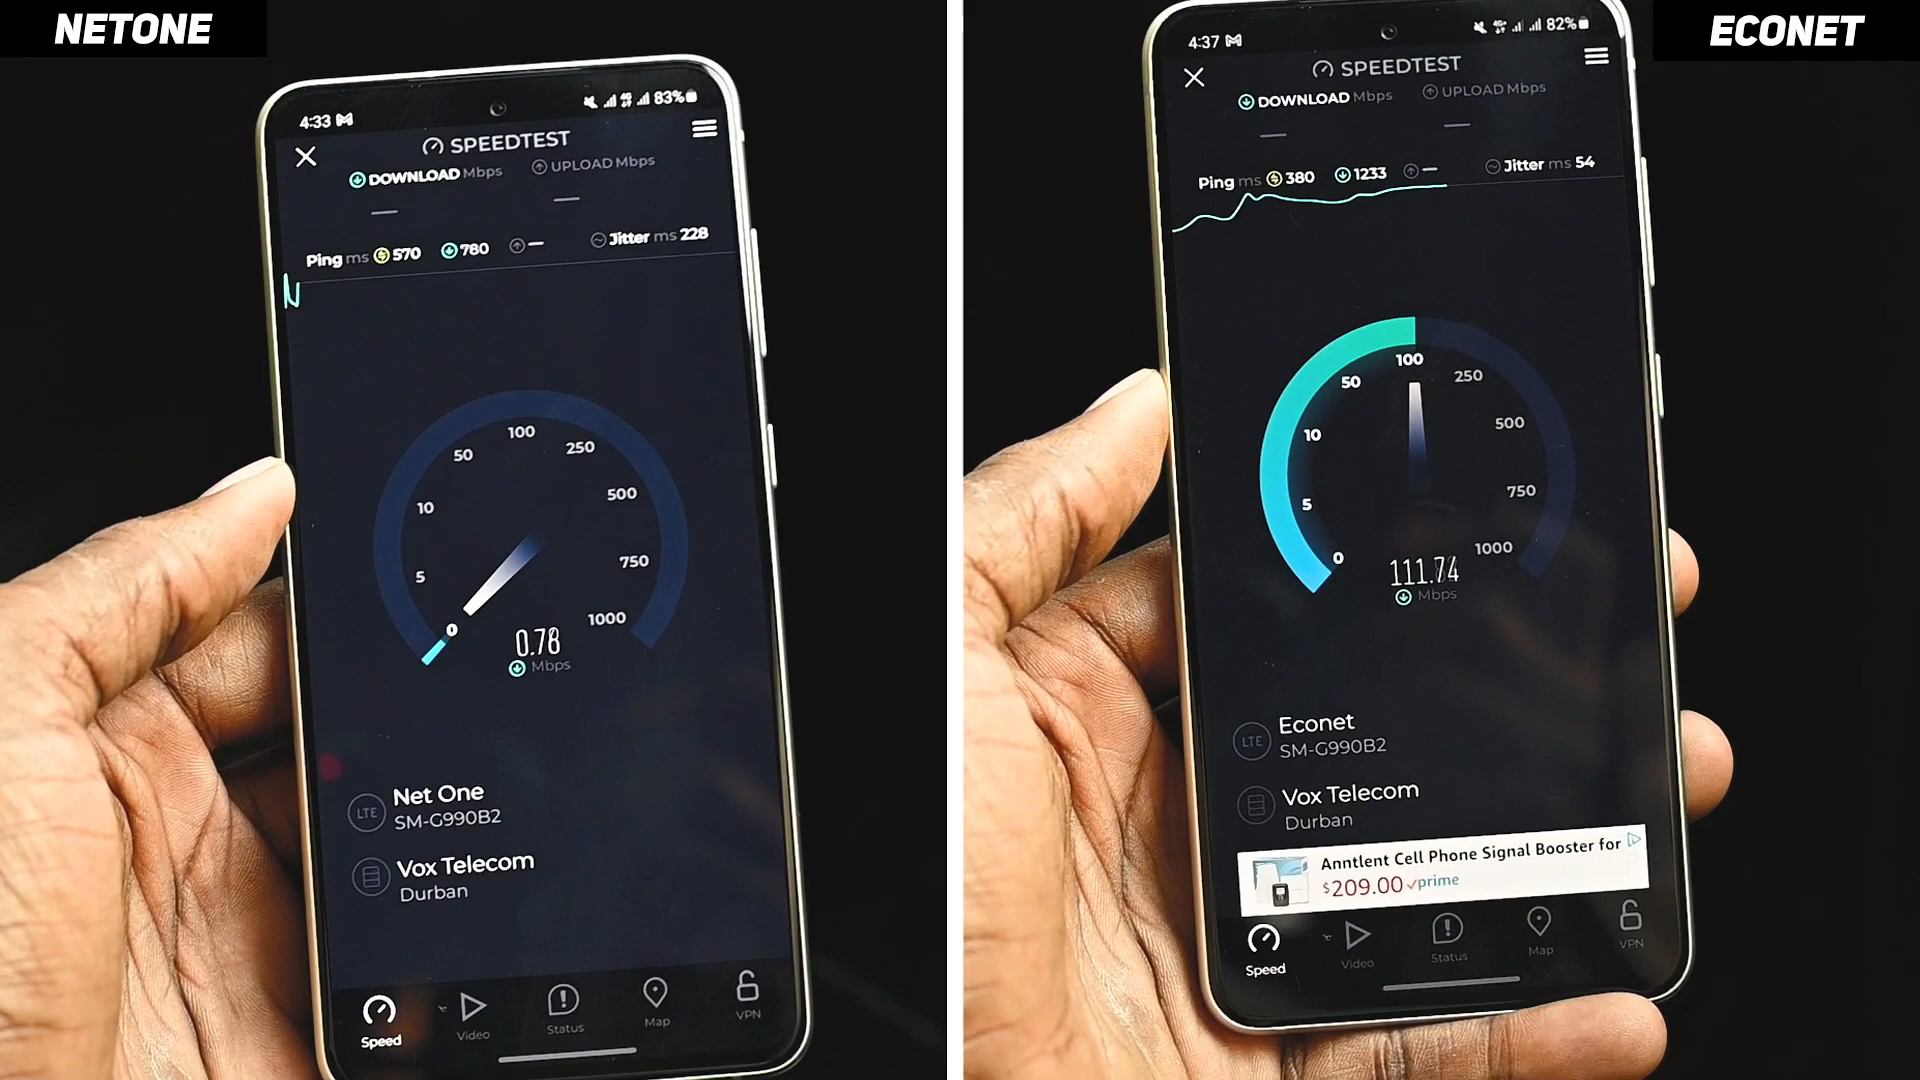 NETONE
4:33 83%
SPEEDTEST
DOWNLOAD Mbps UPLOAD Mbps
Ping ms 570 780 — Jitter ms 228
0
5
10
50
100
250
500
750
1000
0.78
Mbps
LTE
Net One
SM-G990B2
Vox Telecom
Durban
Speed Video Status Map VPN
ECONET
4:37 82%
SPEEDTEST
DOWNLOAD Mbps UPLOAD Mbps
Ping ms 380 1233 — Jitter ms 54
0
5
10
50
100
250
500
750
1000
111.74
Mbps
LTE
Econet
SM-G990B2
Vox Telecom
Durban
Anntlent Cell Phone Signal Booster for
$209.00 prime
Speed Video Status Map VPN